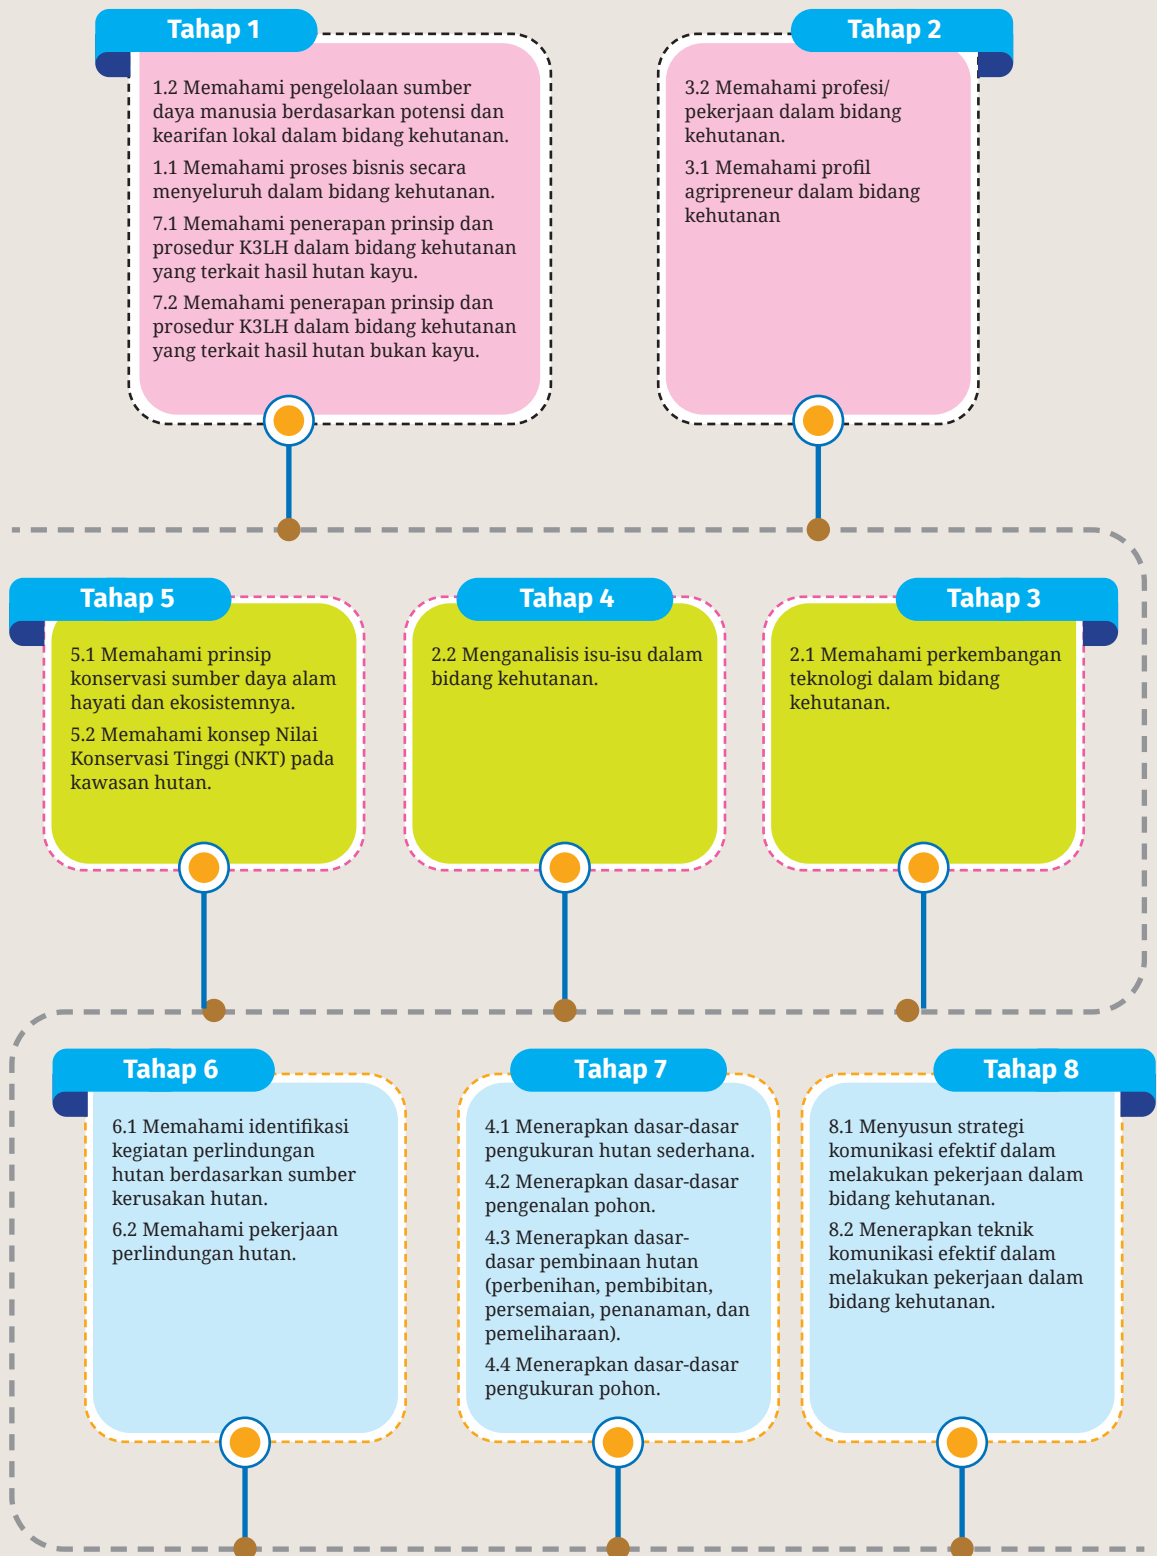 Tahap 1
1.2 Memahami pengelolaan sumber
daya manusia berdasarkan potensi dan
kearifan lokal dalam bidang kehutanan.
1.1 Memahami proses bisnis secara
menyeluruh dalam bidang kehutanan.
7.1 Memahami penerapan prinsip dan
prosedur K3LH dalam bidang kehutanan
yang terkait hasil hutan kayu.
7.2 Memahami penerapan prinsip dan
prosedur K3LH dalam bidang kehutanan
yang terkait hasil hutan bukan kayu.
Tahap 2
3.2 Memahami profesi/
pekerjaan dalam bidang
kehutanan.
3.1 Memahami profil
agripreneur dalam bidang
kehutanan
Tahap 3
2.1 Memahami perkembangan
teknologi dalam bidang
kehutanan.
Tahap 4
2.2 Menganalisis isu-isu dalam
bidang kehutanan.
Tahap 5
5.1 Memahami prinsip
konservasi sumber daya alam
hayati dan ekosistemnya.
5.2 Memahami konsep Nilai
Konservasi Tinggi (NKT) pada
kawasan hutan.
Tahap 6
6.1 Memahami identifikasi
kegiatan perlindungan
hutan berdasarkan sumber
kerusakan hutan.
6.2 Memahami pekerjaan
perlindungan hutan.
Tahap 7
4.1 Menerapkan dasar-dasar
pengukuran hutan sederhana.
4.2 Menerapkan dasar-dasar
pengenalan pohon.
4.3 Menerapkan dasar-
dasar pembinaan hutan
(perbenihan, pembibitan,
persemaian, penanaman, dan
pemeliharaan).
4.4 Menerapkan dasar-dasar
pengukuran pohon.
Tahap 8
8.1 Menyusun strategi
komunikasi efektif dalam
melakukan pekerjaan dalam
bidang kehutanan.
8.2 Menerapkan teknik
komunikasi efektif dalam
melakukan pekerjaan dalam
bidang kehutanan.